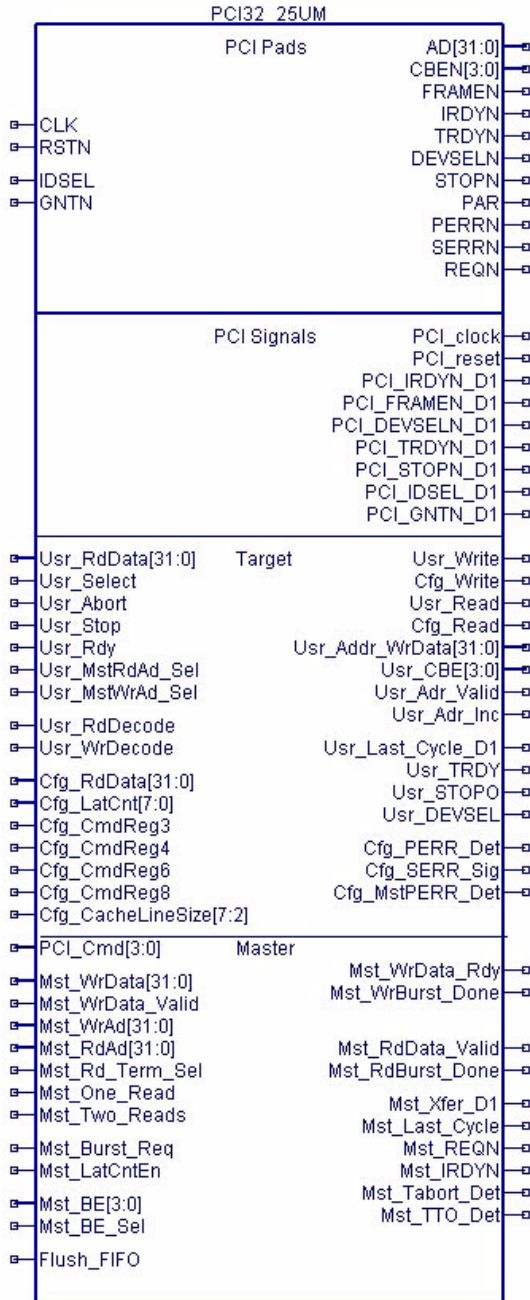 PCI32_25UM
PCI Pads AD[31:0]
CBEN[3:0]
FRAMEN
IRDYN
CLK TRDYN
RSTN DEVSELN
IDSEL STOPN
GNTN PAR
PERRN
SERRN
REQN
PCI Signals PCI_clock
PCI_reset
PCI_IRDYN_D1
PCI_FRAMEN_D1
PCI_DEVSELN_D1
PCI_TRDYN_D1
PCI_STOPN_D1
PCI_IDSEL_D1
PCI_GNTN_D1
Usr_RdData[31:0] Target Usr_Write
Usr_Select Cfg_Write
Usr_Abort Usr_Read
Usr_Stop Cfg_Read
Usr_Rdy Usr_Addr_WrData[31:0]
Usr_MstRdAd_Sel Usr_CBE[3:0]
Usr_MstWrAd_Sel Usr_Adr_Valid
Usr_RdDecode Usr_Adr_Inc
Usr_WrDecode Usr_Last_Cycle_D1
Cfg_RdData[31:0] Usr_TRDY
Cfg_LatCnt[7:0] Usr_STOPO
Cfg_CmdReg3 Usr_DEVSEL
Cfg_CmdReg4 Cfg_PERR_Det
Cfg_CmdReg6 Cfg_SERR_Sig
Cfg_CmdReg8 Cfg_MstPERR_Det
Cfg_CacheLineSize[7:2]
PCI_Cmd[3:0] Master
Mst_WrData[31:0] Mst_WrData_Rdy
Mst_WrData_Valid Mst_WrBurst_Done
Mst_WrAd[31:0]
Mst_RdAd[31:0] Mst_RdData_Valid
Mst_Rd_Term_Sel Mst_RdBurst_Done
Mst_One_Read Mst_Xfer_D1
Mst_Two_Reads Mst_Last_Cycle
Mst_Burst_Req Mst_REQN
Mst_LatCntEn Mst_IRDYN
Mst_BE[3:0] Mst_Tabort_Det
Mst_BE_Sel Mst_TTO_Det
Flush_FIFO